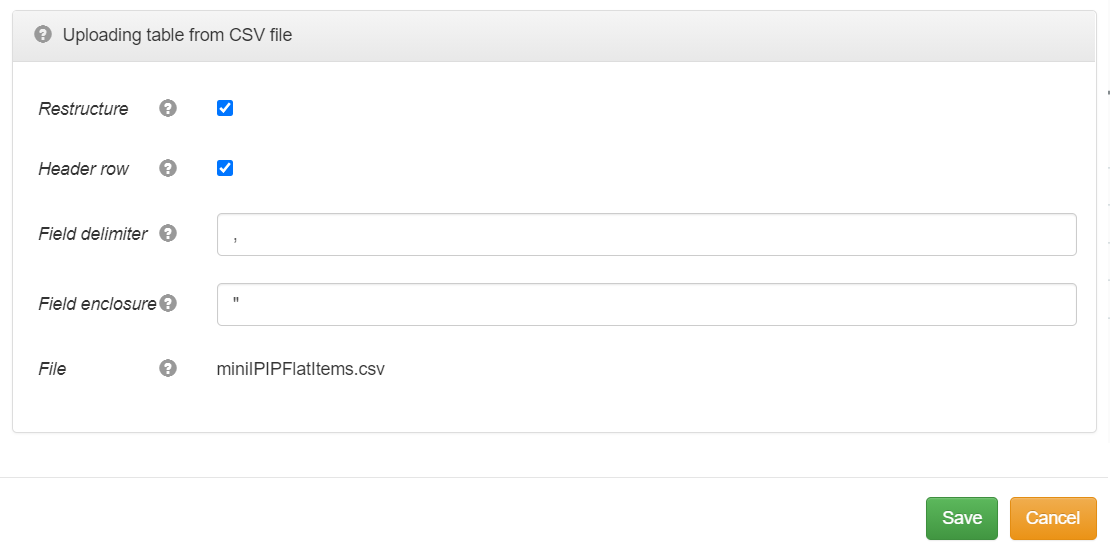 Uploading table from CSV file
Restructure
Header row
Field delimiter ,
Field enclosure "
File miniIPIPFlatItems.csv
Save Cancel